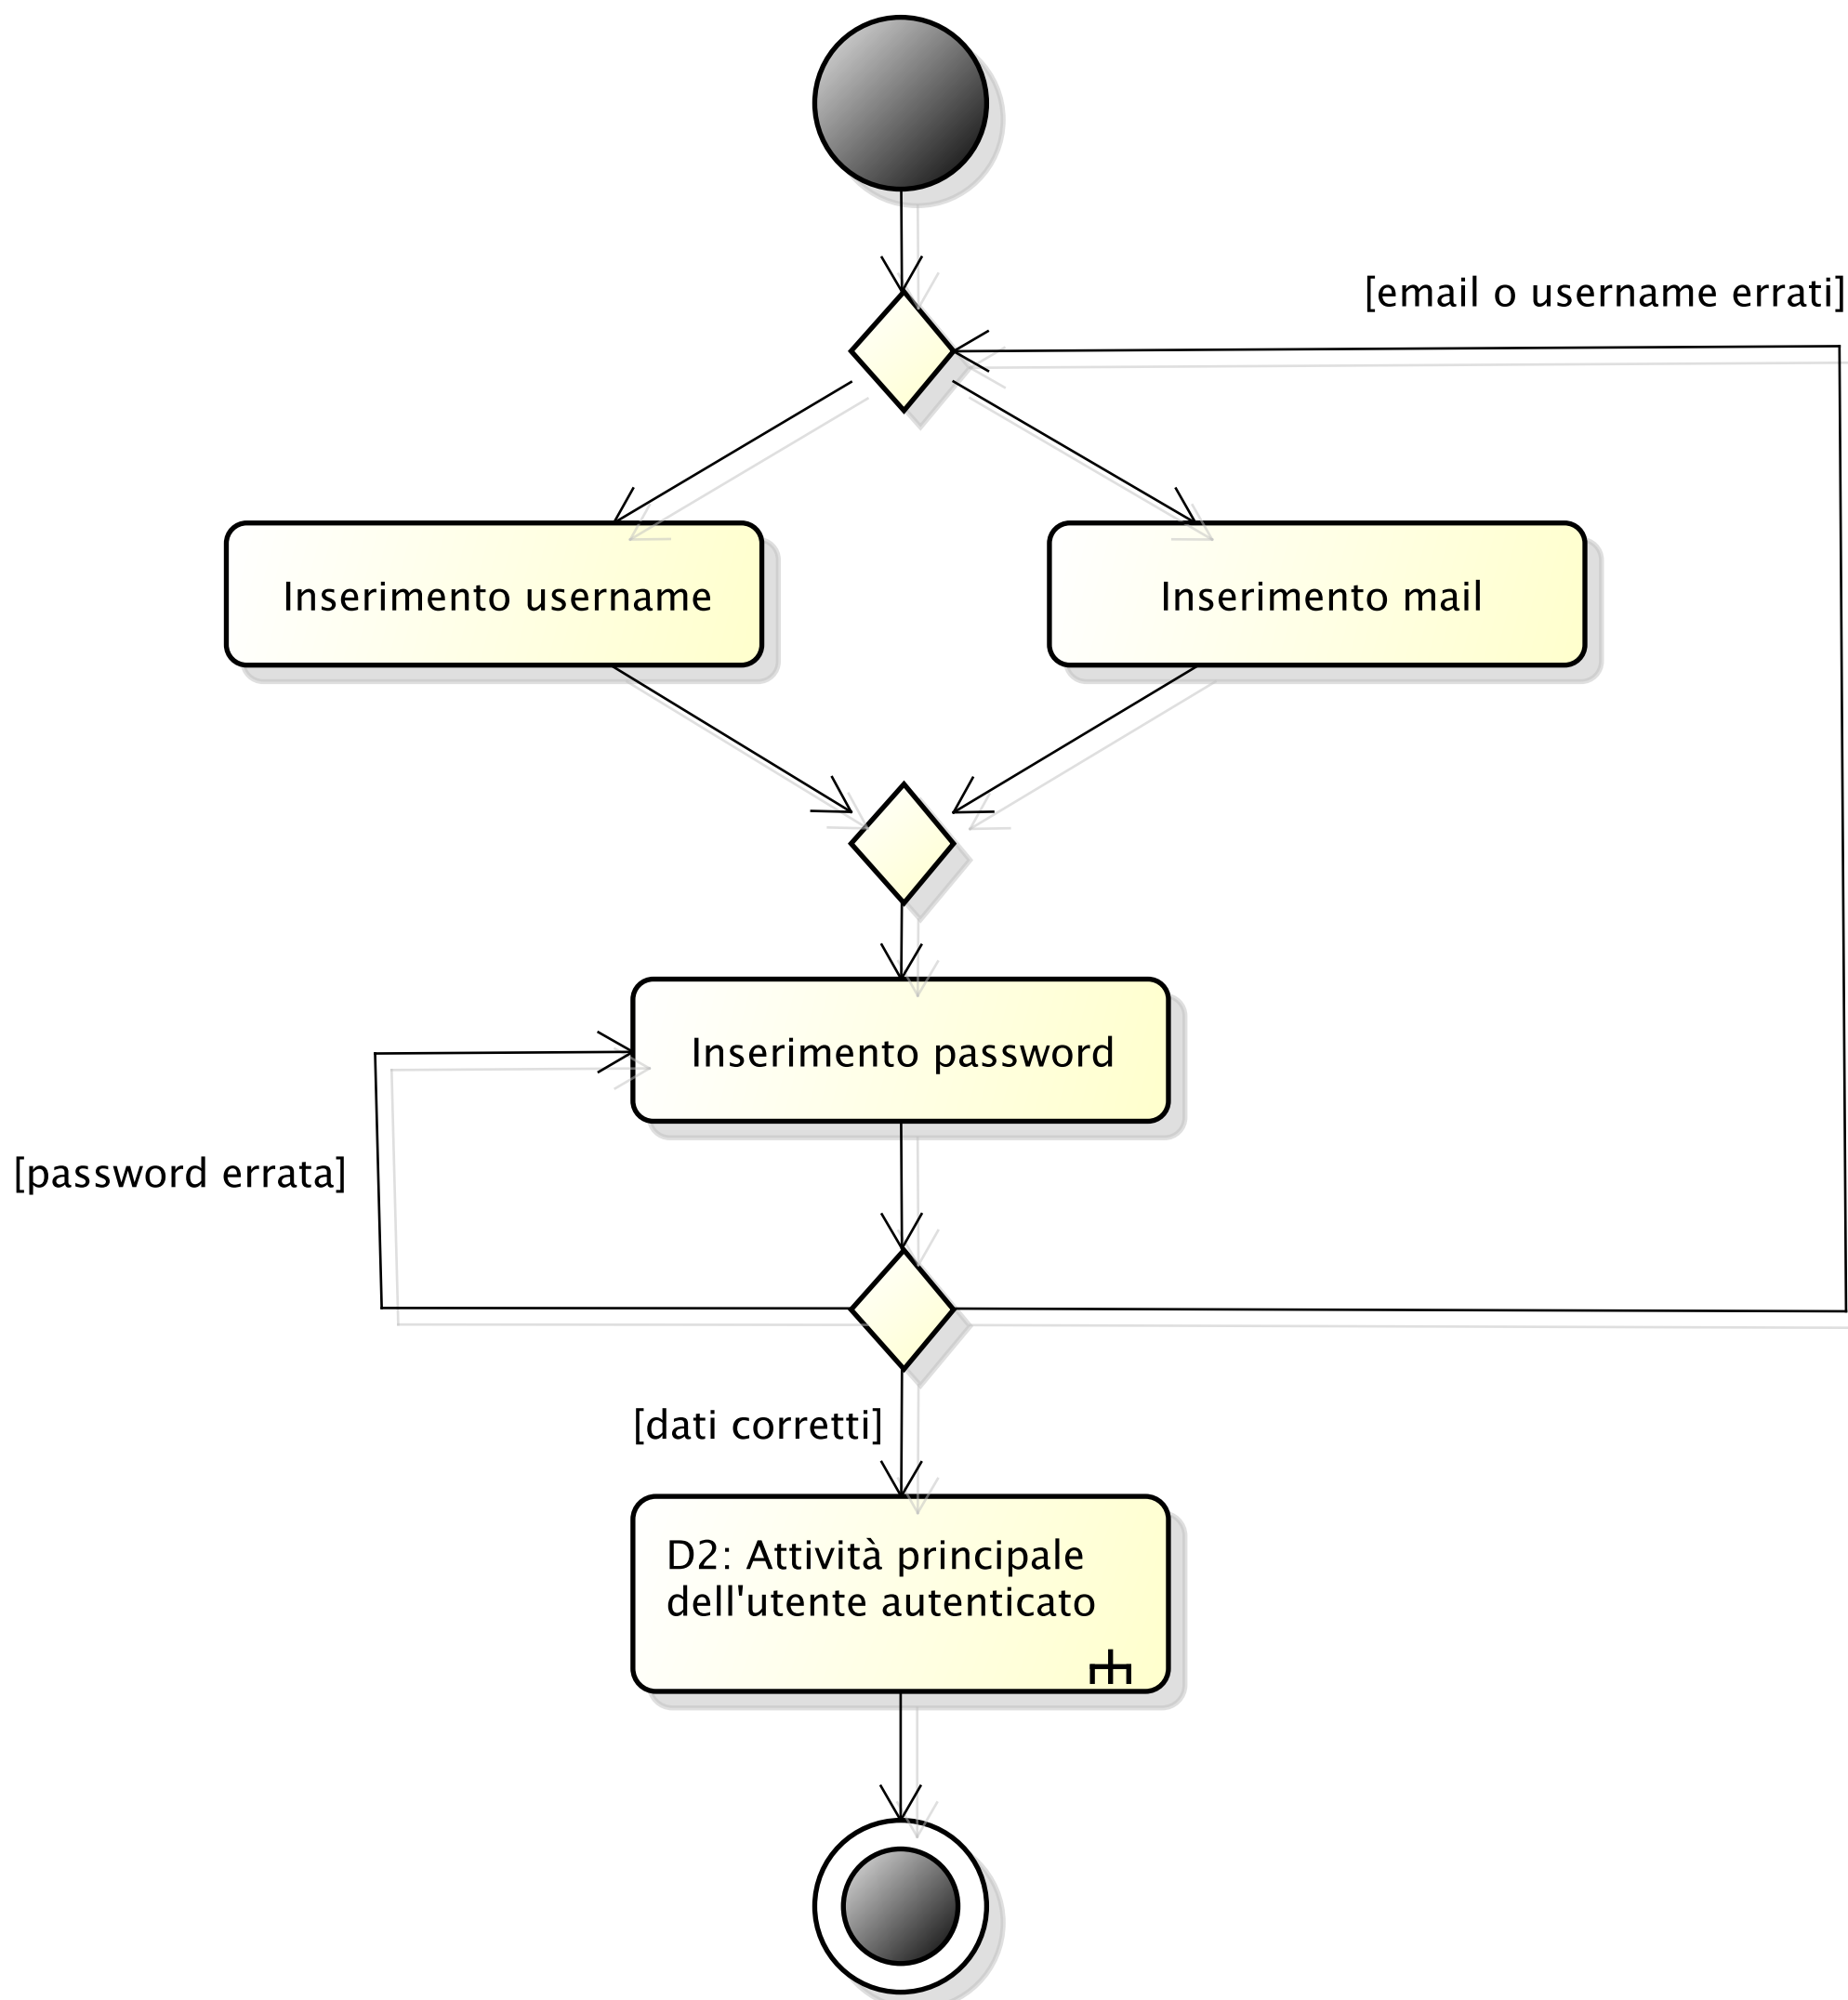 [email o username errati]
Inserimento username
Inserimento mail
Inserimento password
[password errata]
[dati corretti]
D2: Attività principale
dell'utente autenticato